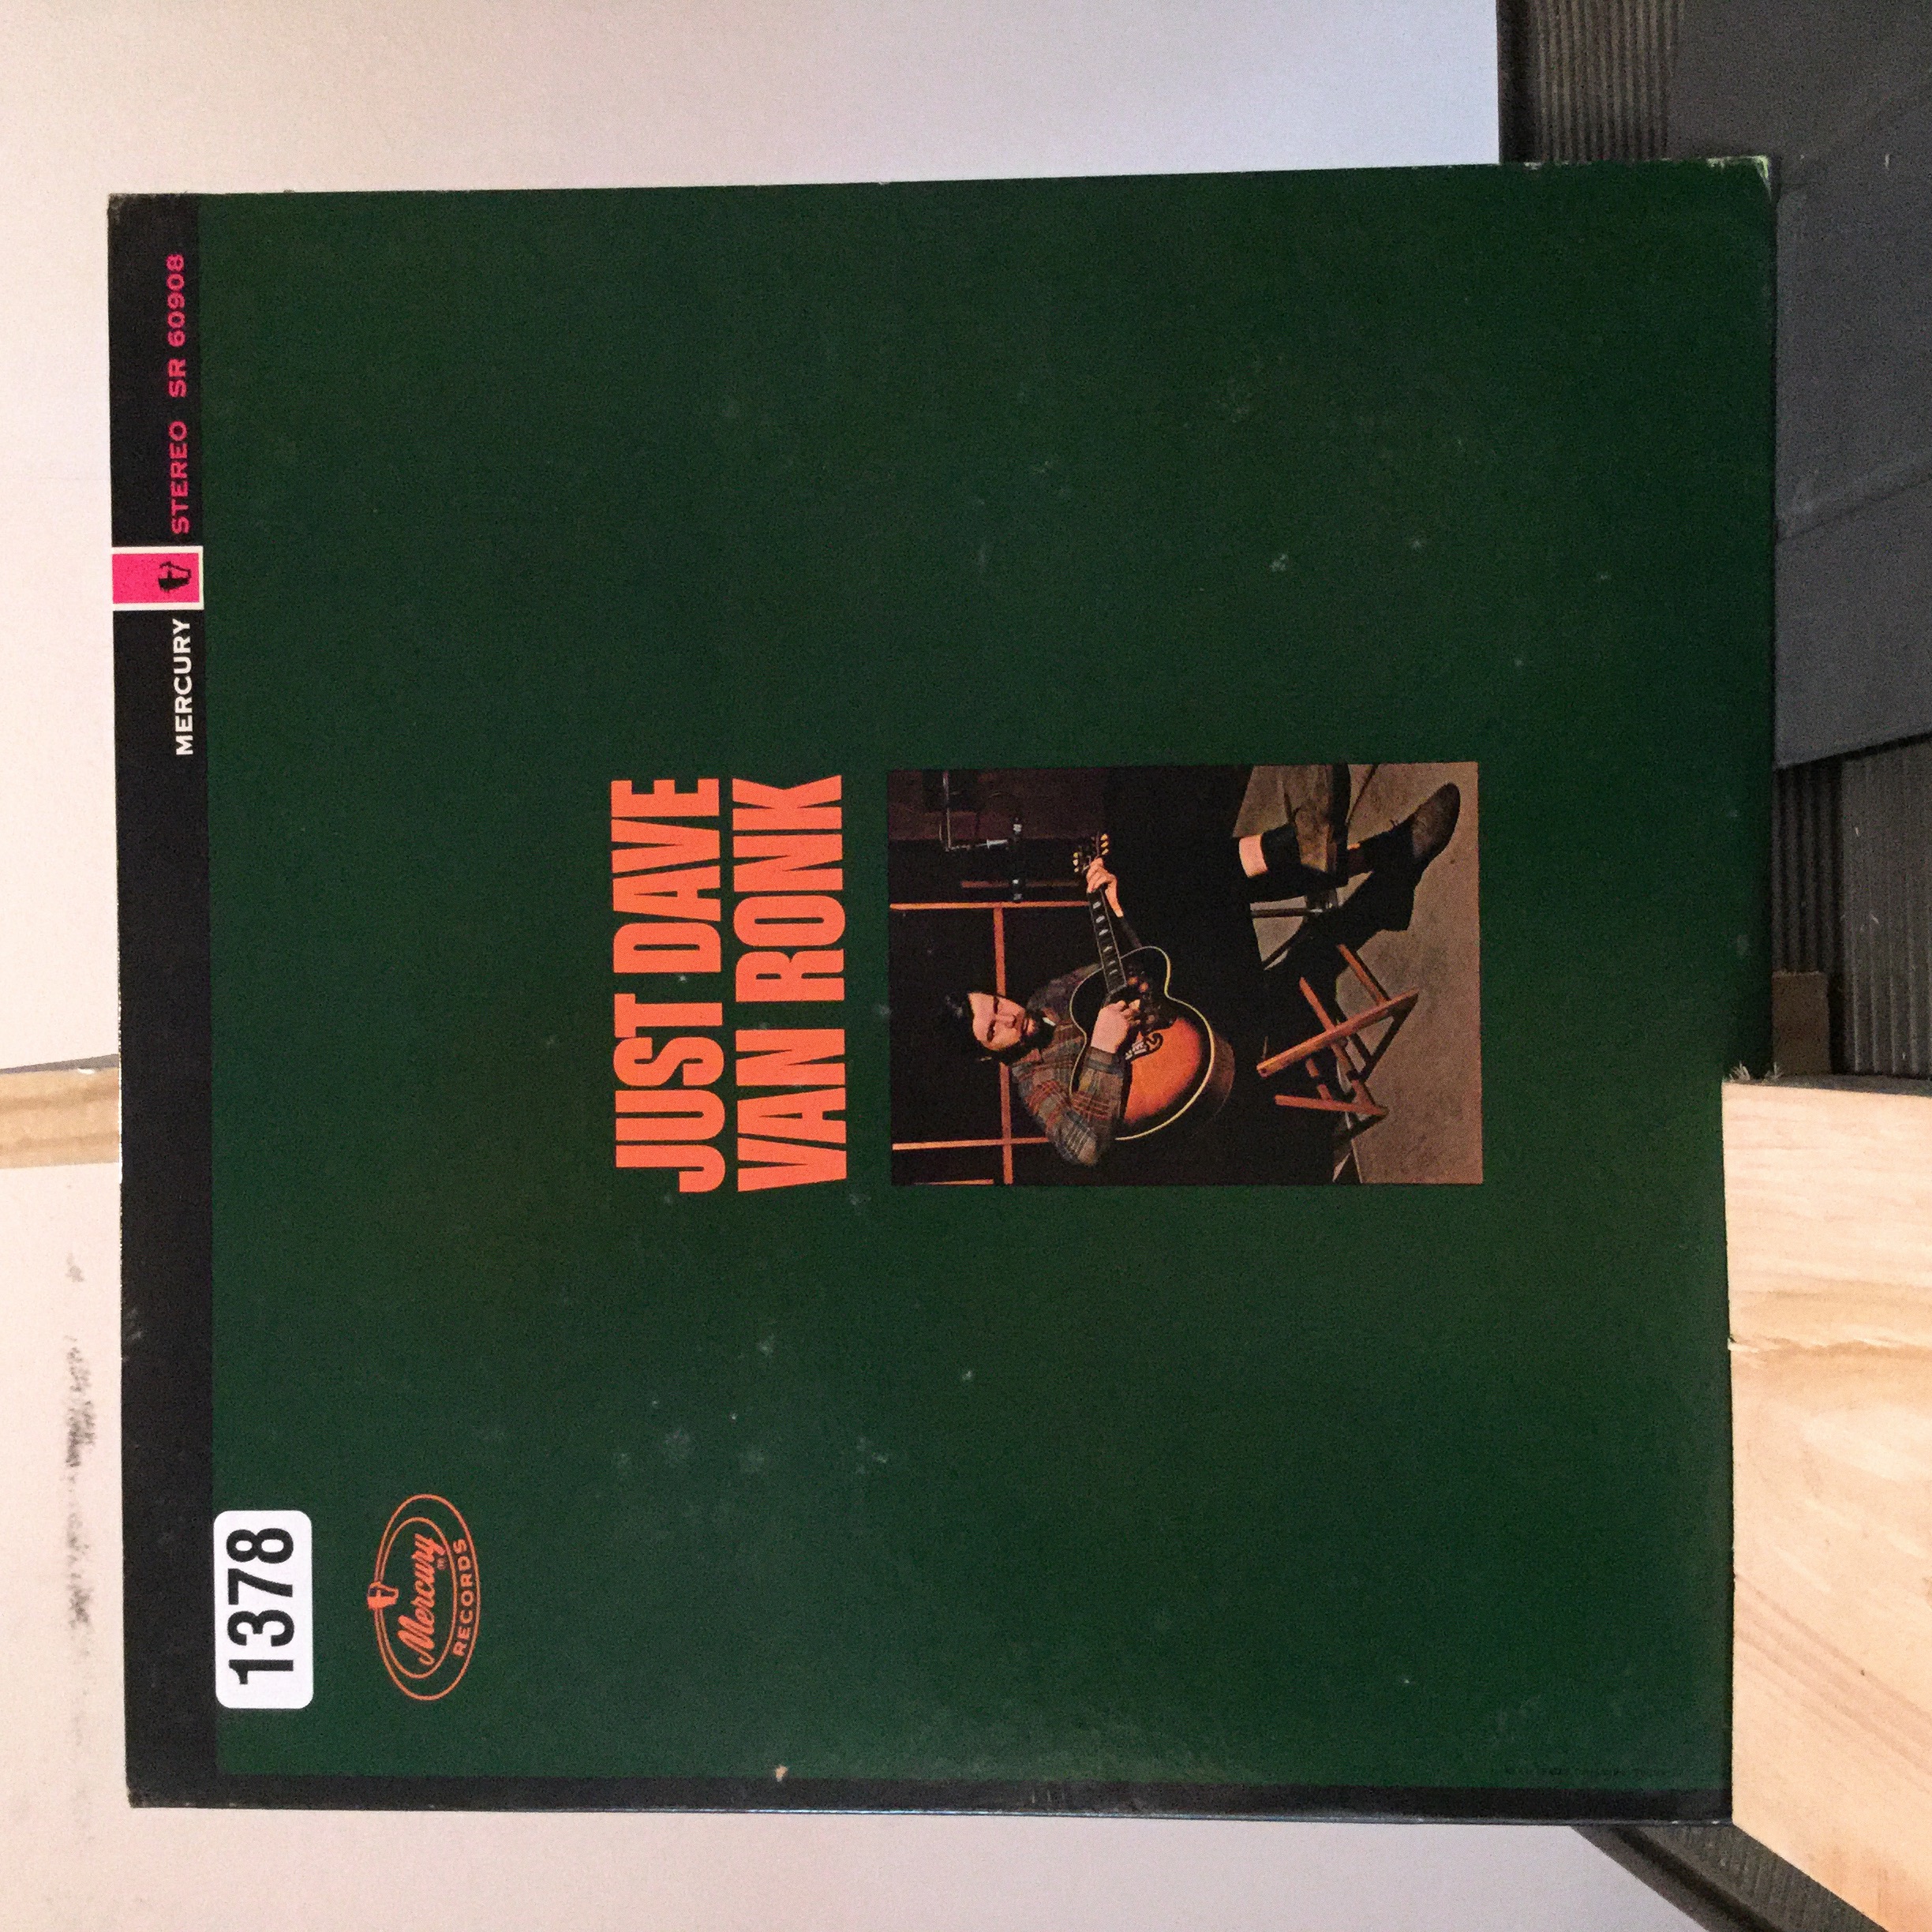 MERCURY STEREO SR 60908
1378
Mercury
RECORDS
JUST DAVE
VAN RONK